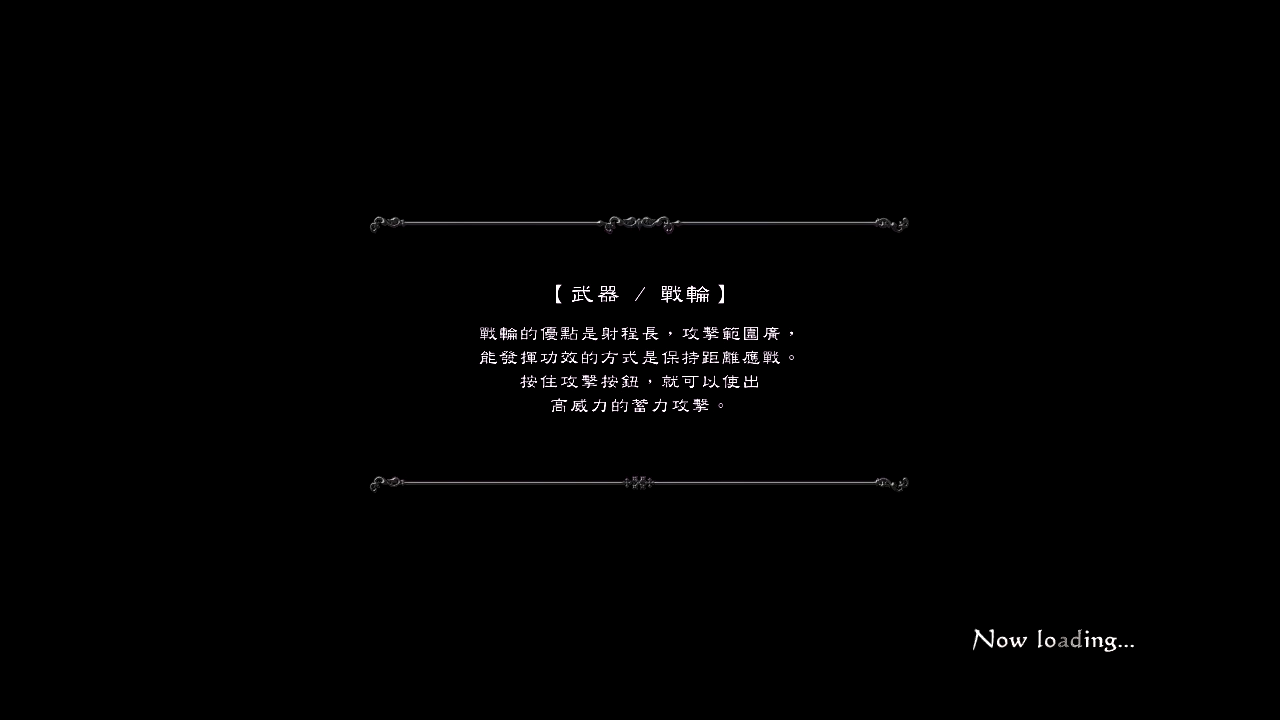 【武器 / 戰輪】
戰輪的優點是射程長，攻擊範圍廣，
能發揮功效的方式是保持距離應戰。
按住攻擊按鈕，就可以使出
高威力的蓄力攻擊。
Now loading...